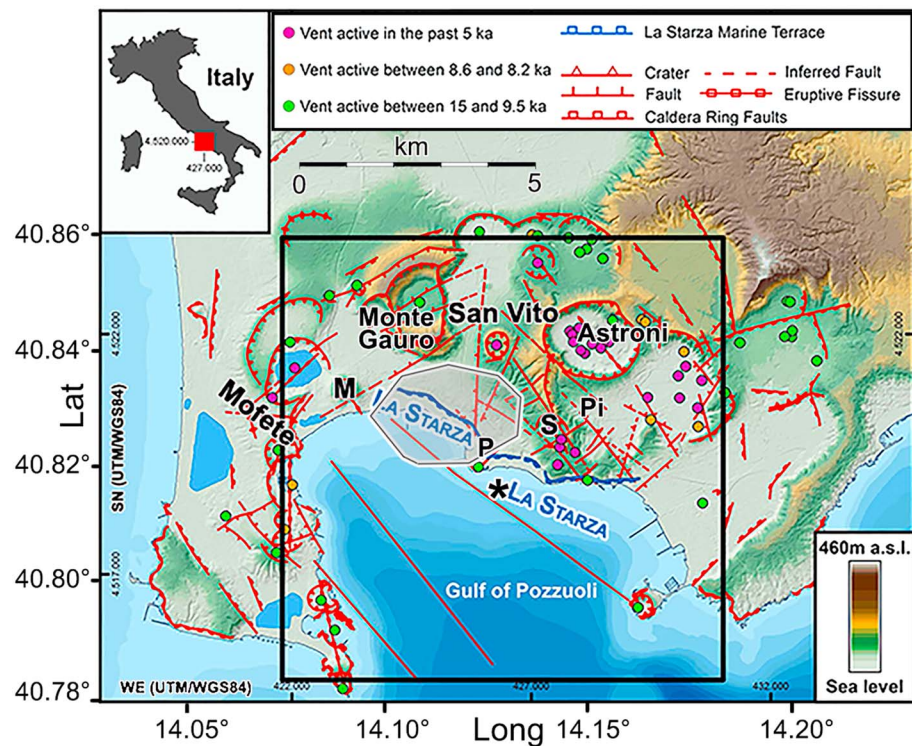 Italy
4.520.000
427.000
Vent active in the past 5 ka
Vent active between 8.6 and 8.2 ka
Vent active between 15 and 9.5 ka
La Starza Marine Terrace
Crater
Inferred Fault
Fault
Eruptive Fissure
Caldera Ring Faults
km
0
5
40.86°
40.84°
40.82°
40.80°
40.78°
Lat
SN (UTM/WGS84)
4.522.000
4.517.000
4.522.000
Monte
Gauro
San Vito
Astroni
Mofete
M
LA STARZA
P
S
Pi
*
LA STARZA
Gulf of Pozzuoli
460m a.s.l.
Sea level
WE (UTM/WGS84)
422.000
427.000
432.000
14.05°
14.10°
14.15°
14.20°
Long